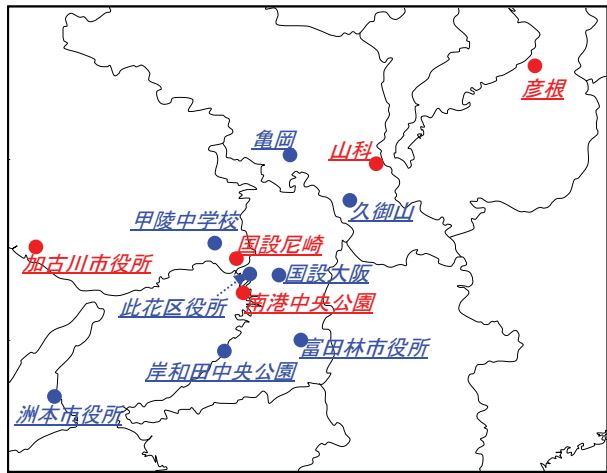 彦根
亀岡
山科
久御山
甲陵中学校
国設尼崎
加古川市役所
国設大阪
此花区役所
南港中央公園
富田林市役所
岸和田中央公園
洲本市役所